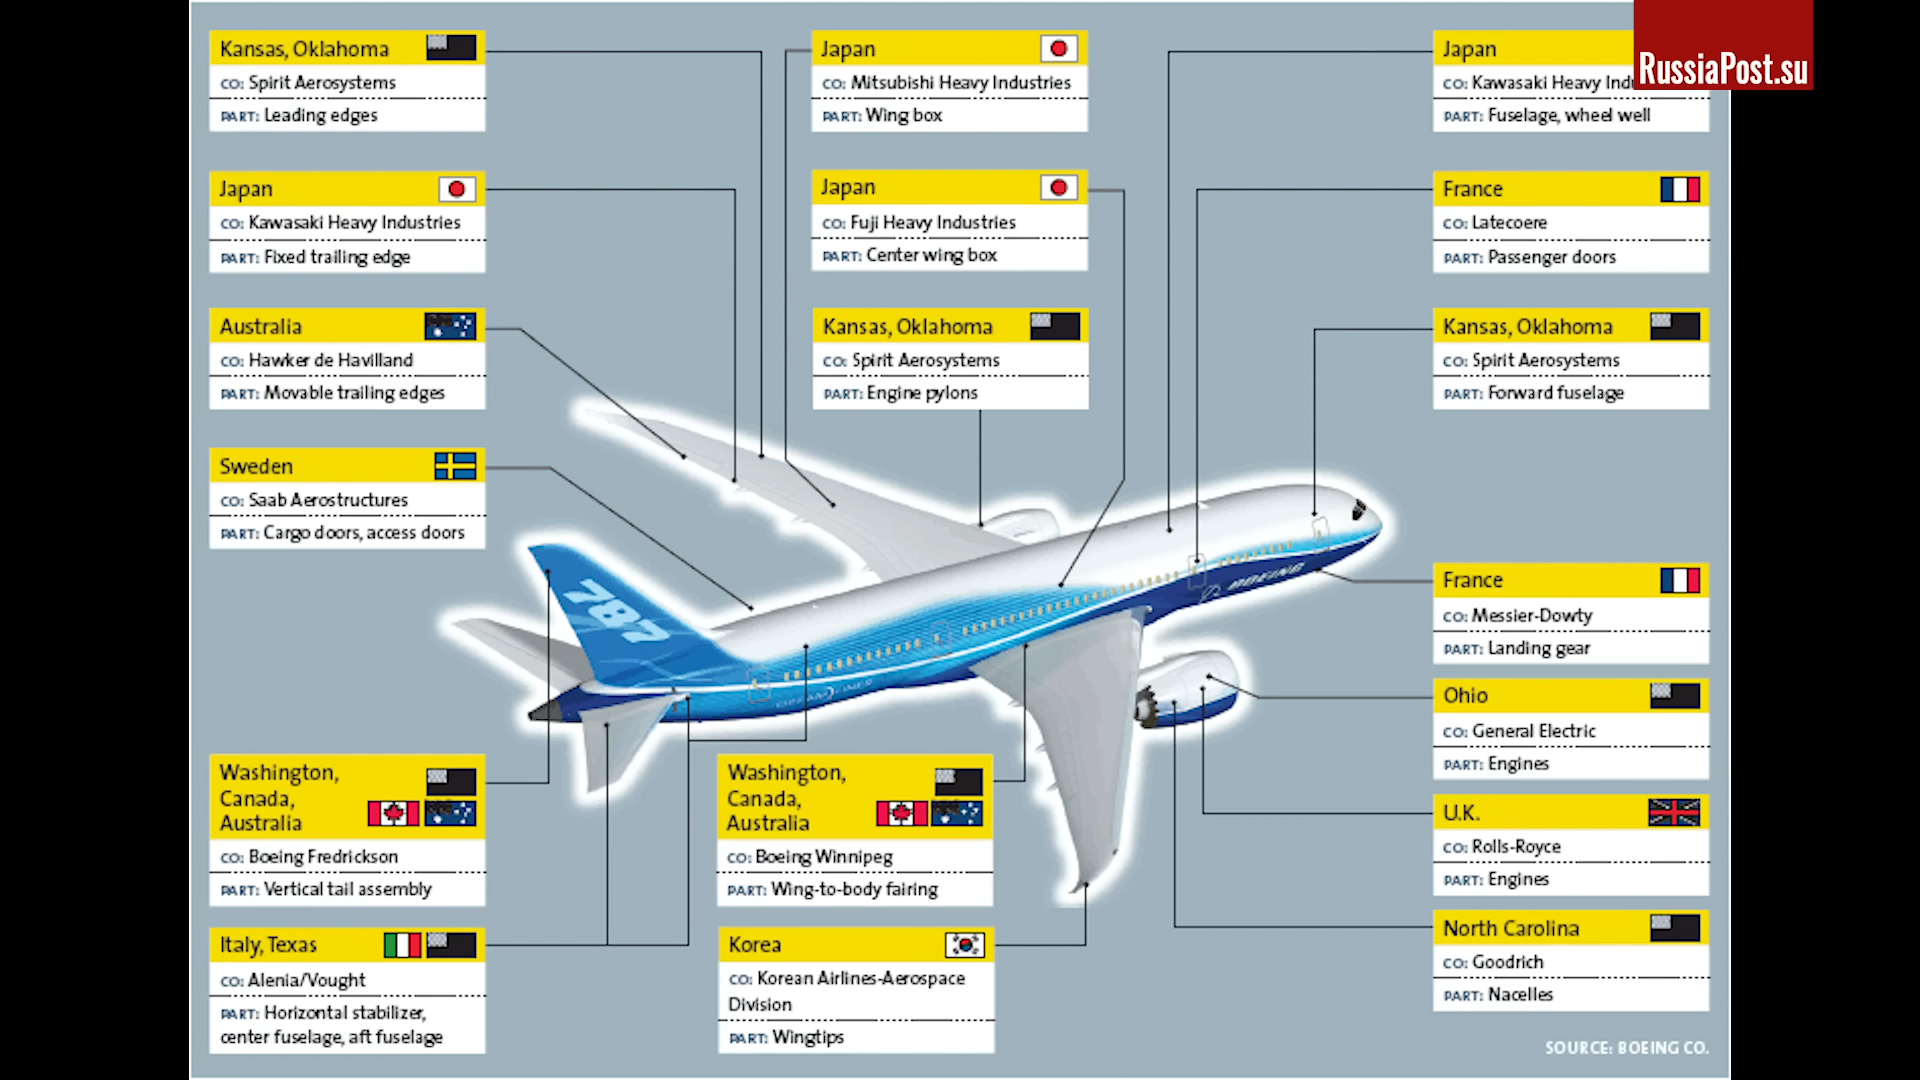 Kansas, Oklahoma
CO: Spirit Aerosystems
PART: Leading edges
Japan
CO: Kawasaki Heavy Industries
PART: Fixed trailing edge
Australia
CO: Hawker de Havilland
PART: Movable trailing edges
Sweden
CO: Saab Aerostructures
PART: Cargo doors, access doors
Japan
CO: Mitsubishi Heavy Industries
PART: Wing box
Japan
CO: Fuji Heavy Industries
PART: Center wing box
Kansas, Oklahoma
CO: Spirit Aerosystems
PART: Engine pylons
Japan
CO: Kawasaki Heavy
PART: Fuselage, wheel well
RussiaPost.su
France
CO: Latecoere
PART: Passenger doors
Kansas, Oklahoma
CO: Spirit Aerosystems
PART: Forward fuselage
787
BOEING
DREAMLINER
France
CO: Messier-Dowty
PART: Landing gear
Ohio
CO: General Electric
PART: Engines
U.K.
CO: Rolls-Royce
PART: Engines
North Carolina
CO: Goodrich
PART: Nacelles
Washington,
Canada,
Australia
CO: Boeing Fredrickson
PART: Vertical tail assembly
Italy, Texas
CO: Alenia/Vought
PART: Horizontal stabilizer,
center fuselage, aft fuselage
Washington,
Canada,
Australia
CO: Boeing Winnipeg
PART: Wing-to-body fairing
Korea
CO: Korean Airlines-Aerospace
Division
PART: Wingtips
SOURCE: BOEING CO.